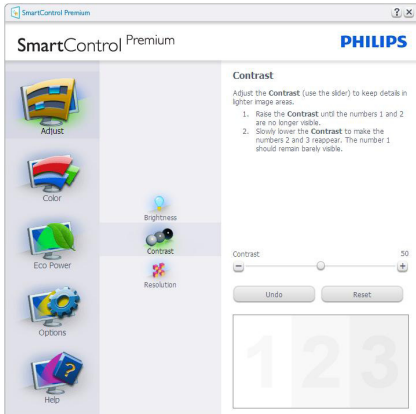 SmartControl Premium
SmartControl Premium
PHILIPS
Adjust
Color
Eco Power
Options
Help
Brightness
Contrast
Resolution
Contrast
Adjust the Contrast (use the slider) to keep details in
lighter image areas.
1. Raise the Contrast until the numbers 1 and 2
are no longer visible.
2. Slowly lower the Contrast to make the
numbers 2 and 3 reappear. The number 1
should remain barely visible.
Contrast 50
Undo Reset
1 2 3